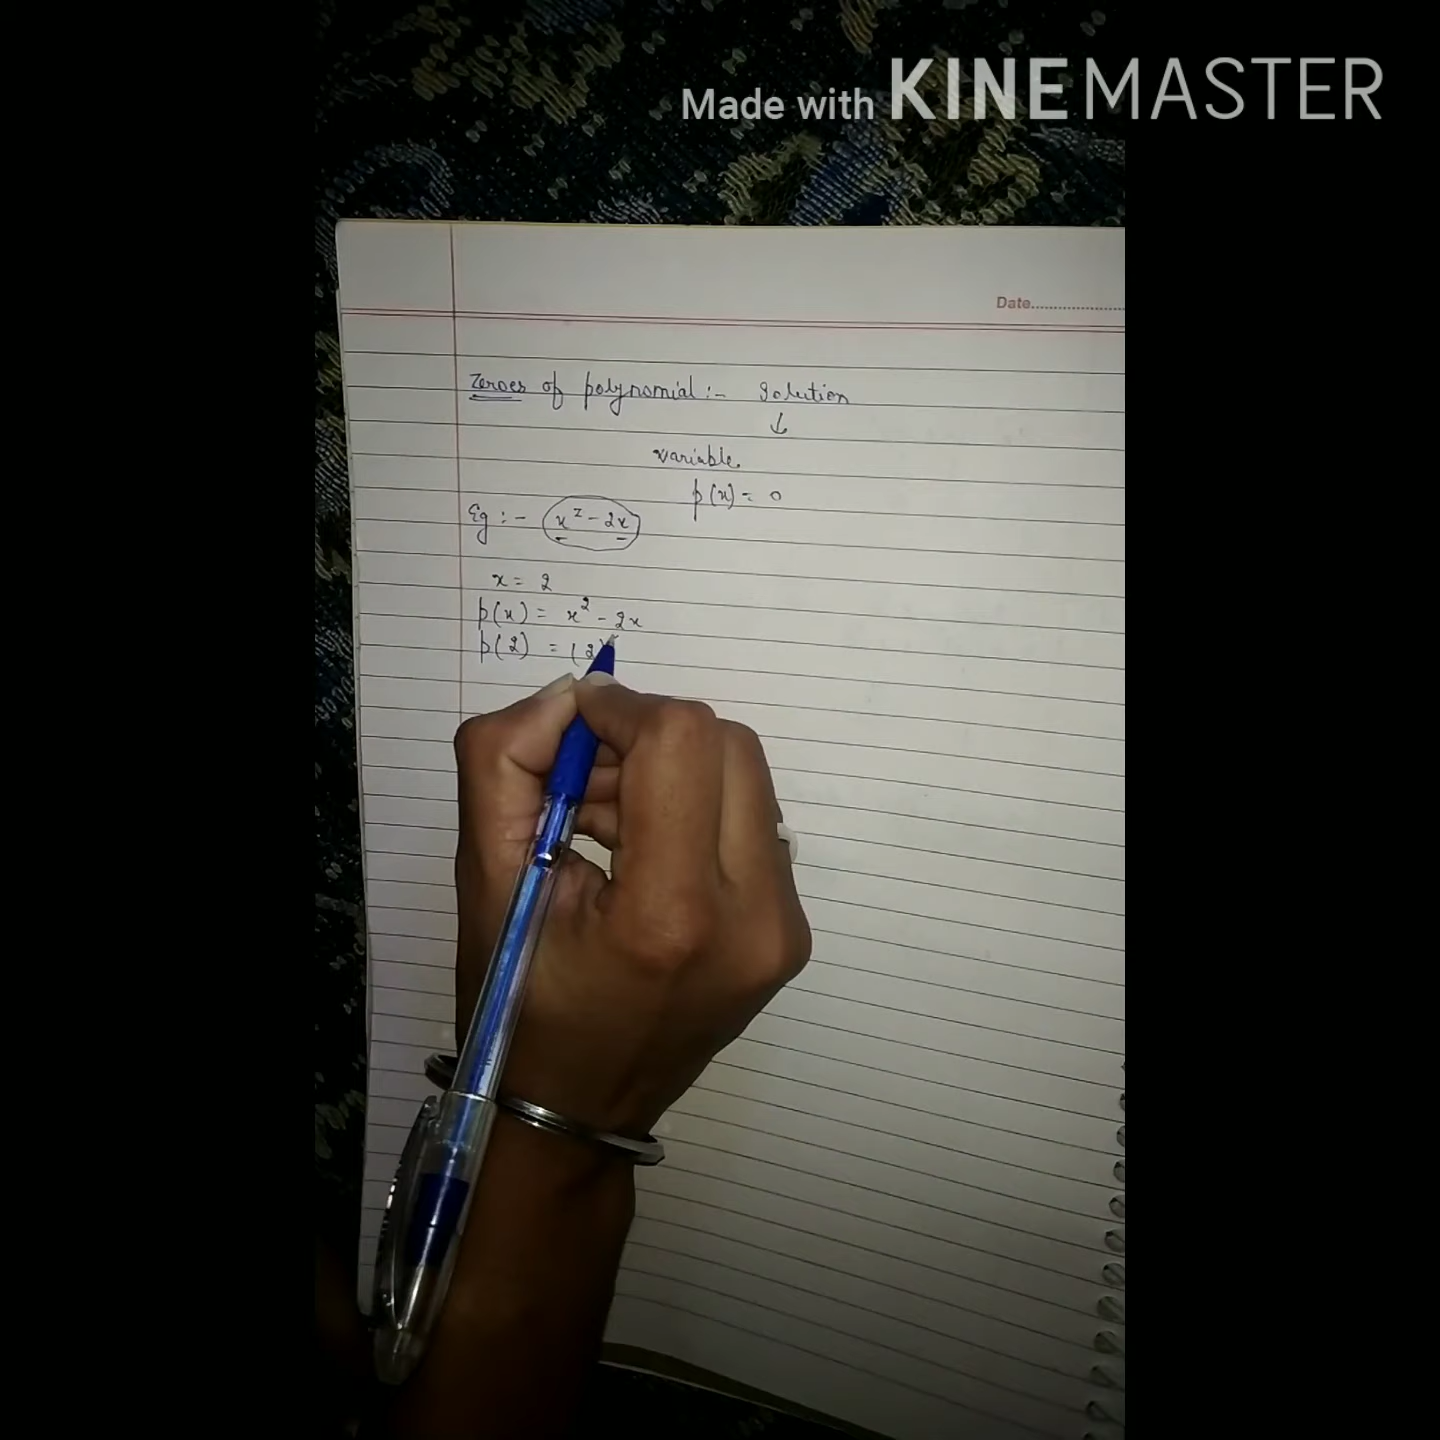 Made with KINEMASTER
Date....................
Zeroes of polynomial :- Solution
↓
variable
p(x) = 0
Eg :- x² - 2x
x = 2
p(x) = x² - 2x
p(2) = (2)